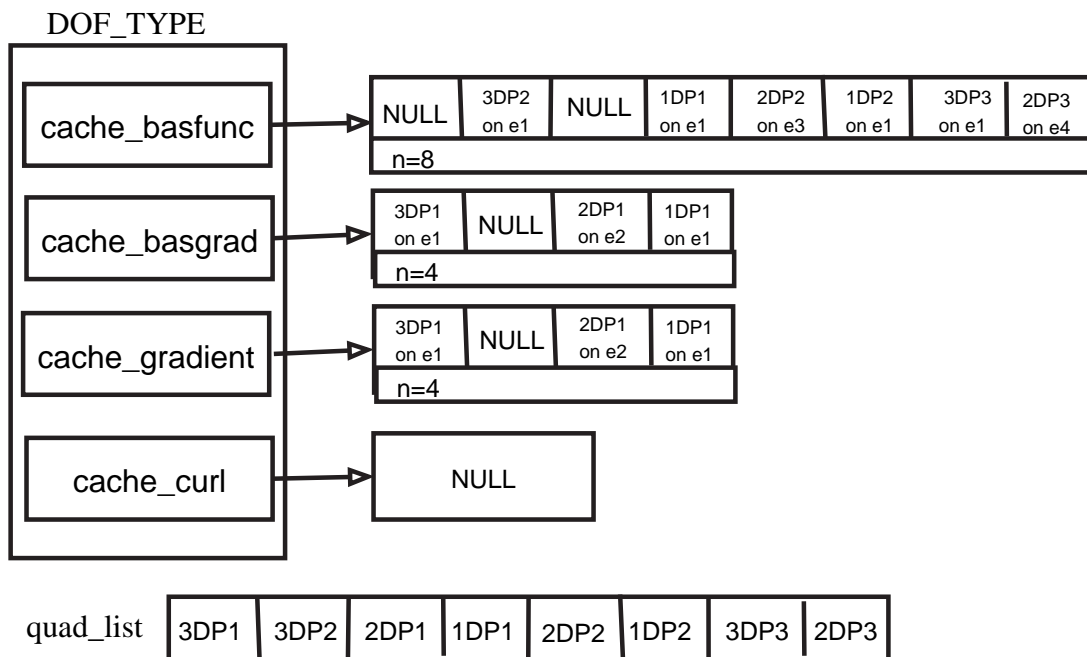 DOF_TYPE
cache_basfunc
NULL
3DP2
on e1
NULL
1DP1
on e1
2DP2
on e3
1DP2
on e1
3DP3
on e1
2DP3
on e4
n=8
cache_basgrad
3DP1
on e1
NULL
2DP1
on e2
1DP1
on e1
n=4
cache_gradient
3DP1
on e1
NULL
2DP1
on e2
1DP1
on e1
n=4
cache_curl
NULL
quad_list
3DP1
3DP2
2DP1
1DP1
2DP2
1DP2
3DP3
2DP3